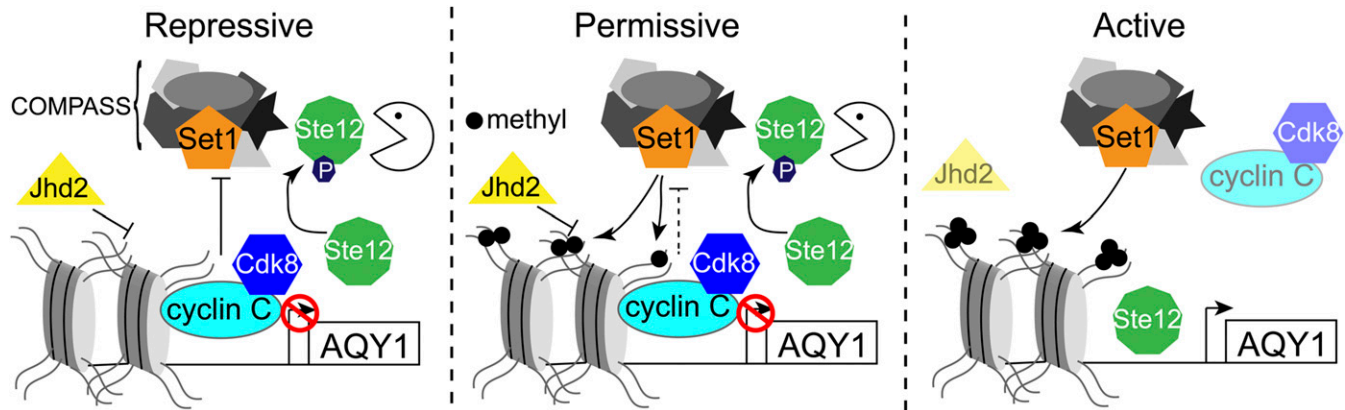 Repressive
COMPASS
Set1
Ste12
P
Jhd2
Ste12
Cdk8
cyclin C
AQY1
Permissive
methyl
Set1
Ste12
P
Jhd2
Ste12
Cdk8
cyclin C
AQY1
Active
Set1
Cdk8
cyclin C
Jhd2
Ste12
AQY1